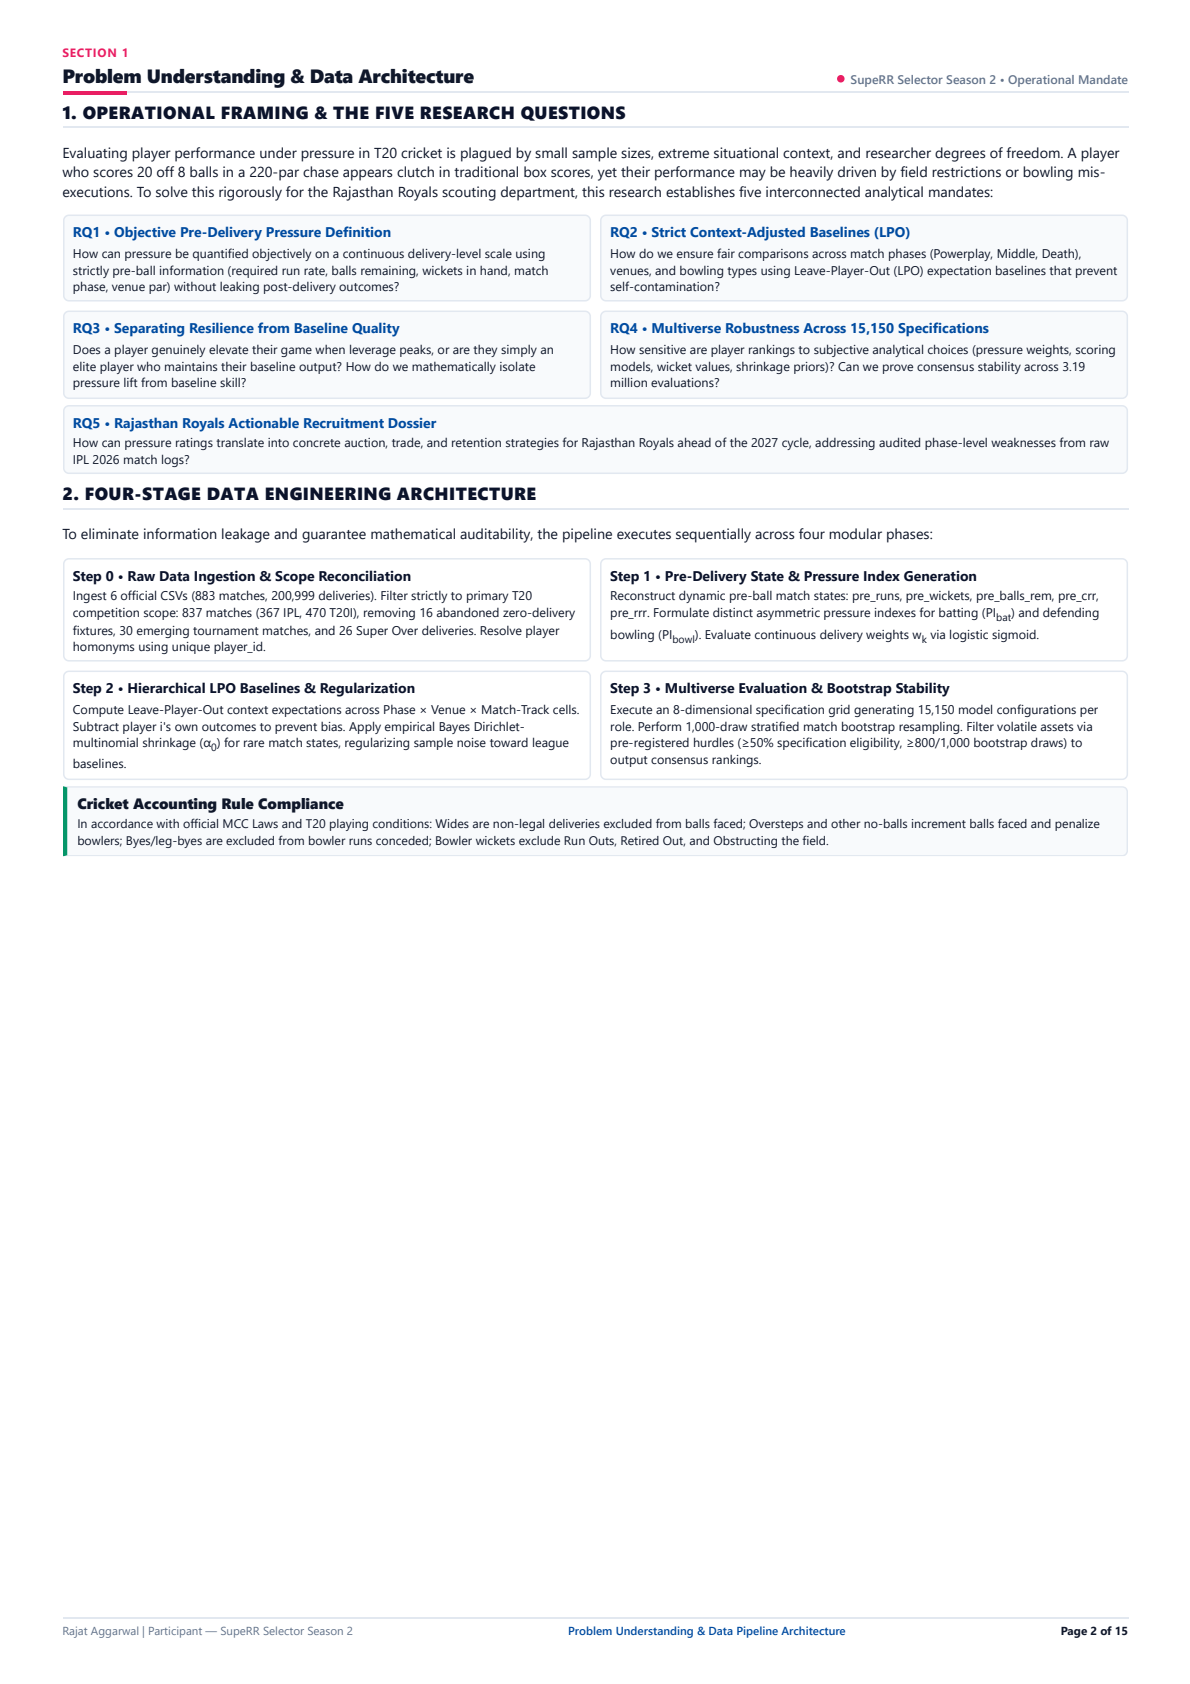 SECTION 1
Problem Understanding & Data Architecture
SupeRR Selector Season 2 • Operational Mandate
1. OPERATIONAL FRAMING & THE FIVE RESEARCH QUESTIONS
Evaluating player performance under pressure in T20 cricket is plagued by small sample sizes, extreme situational context, and researcher degrees of freedom. A player
who scores 20 off 8 balls in a 220-par chase appears clutch in traditional box scores, yet their performance may be heavily driven by field restrictions or bowling mis-
executions. To solve this rigorously for the Rajasthan Royals scouting department, this research establishes five interconnected analytical mandates:
RQ1 • Objective Pre-Delivery Pressure Definition
How can pressure be quantified objectively on a continuous delivery-level scale using
strictly pre-ball information (required run rate, balls remaining, wickets in hand, match
phase, venue par) without leaking post-delivery outcomes?
RQ2 • Strict Context-Adjusted Baselines (LPO)
How do we ensure fair comparisons across match phases (Powerplay, Middle, Death),
venues, and bowling types using Leave-Player-Out (LPO) expectation baselines that prevent
self-contamination?
RQ3 • Separating Resilience from Baseline Quality
Does a player genuinely elevate their game when leverage peaks, or are they simply an
elite player who maintains their baseline output? How do we mathematically isolate
pressure lift from baseline skill?
RQ4 • Multiverse Robustness Across 15,150 Specifications
How sensitive are player rankings to subjective analytical choices (pressure weights, scoring
models, wicket values, shrinkage priors)? Can we prove consensus stability across 3.19
million evaluations?
RQ5 • Rajasthan Royals Actionable Recruitment Dossier
How can pressure ratings translate into concrete auction, trade, and retention strategies for Rajasthan Royals ahead of the 2027 cycle, addressing audited phase-level weaknesses from raw
IPL 2026 match logs?
2. FOUR-STAGE DATA ENGINEERING ARCHITECTURE
To eliminate information leakage and guarantee mathematical auditability, the pipeline executes sequentially across four modular phases:
Step 0 • Raw Data Ingestion & Scope Reconciliation
Ingest 6 official CSVs (883 matches, 200,999 deliveries). Filter strictly to primary T20
competition scope: 837 matches (367 IPL, 470 T20I), removing 16 abandoned zero-delivery
fixtures, 30 emerging tournament matches, and 26 Super Over deliveries. Resolve player
homonyms using unique player_id.
Step 1 • Pre-Delivery State & Pressure Index Generation
Reconstruct dynamic pre-ball match states: pre_runs, pre_wickets, pre_balls_rem, pre_crr,
pre_rrr. Formulate distinct asymmetric pressure indexes for batting (PIbat) and defending
bowling (PIbowl). Evaluate continuous delivery weights wk via logistic sigmoid.
Step 2 • Hierarchical LPO Baselines & Regularization
Compute Leave-Player-Out context expectations across Phase × Venue × Match-Track cells.
Subtract player i's own outcomes to prevent bias. Apply empirical Bayes Dirichlet-
multinomial shrinkage (α0) for rare match states, regularizing sample noise toward league
baselines.
Step 3 • Multiverse Evaluation & Bootstrap Stability
Execute an 8-dimensional specification grid generating 15,150 model configurations per
role. Perform 1,000-draw stratified match bootstrap resampling. Filter volatile assets via
pre-registered hurdles (≥50% specification eligibility, ≥800/1,000 bootstrap draws) to
output consensus rankings.
Cricket Accounting Rule Compliance
In accordance with official MCC Laws and T20 playing conditions: Wides are non-legal deliveries excluded from balls faced; Oversteps and other no-balls increment balls faced and penalize
bowlers; Byes/leg-byes are excluded from bowler runs conceded; Bowler wickets exclude Run Outs, Retired Out, and Obstructing the field.
Rajat Aggarwal | Participant — SupeRR Selector Season 2
Problem Understanding & Data Pipeline Architecture
Page 2 of 15